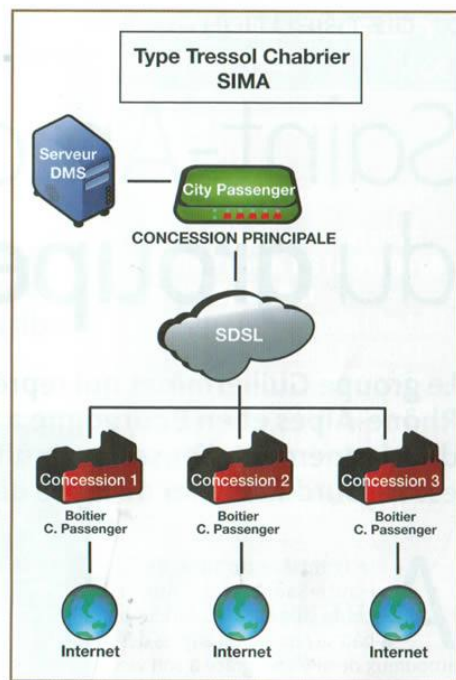 Type Tressol Chabrier
SIMA
Serveur
DMS
City Passenger
CONCESSION PRINCIPALE
SDSL
Concession 1
Concession 2
Concession 3
Boitier
C. Passenger
Boitier
C. Passenger
Boitier
C. Passenger
Internet
Internet
Internet